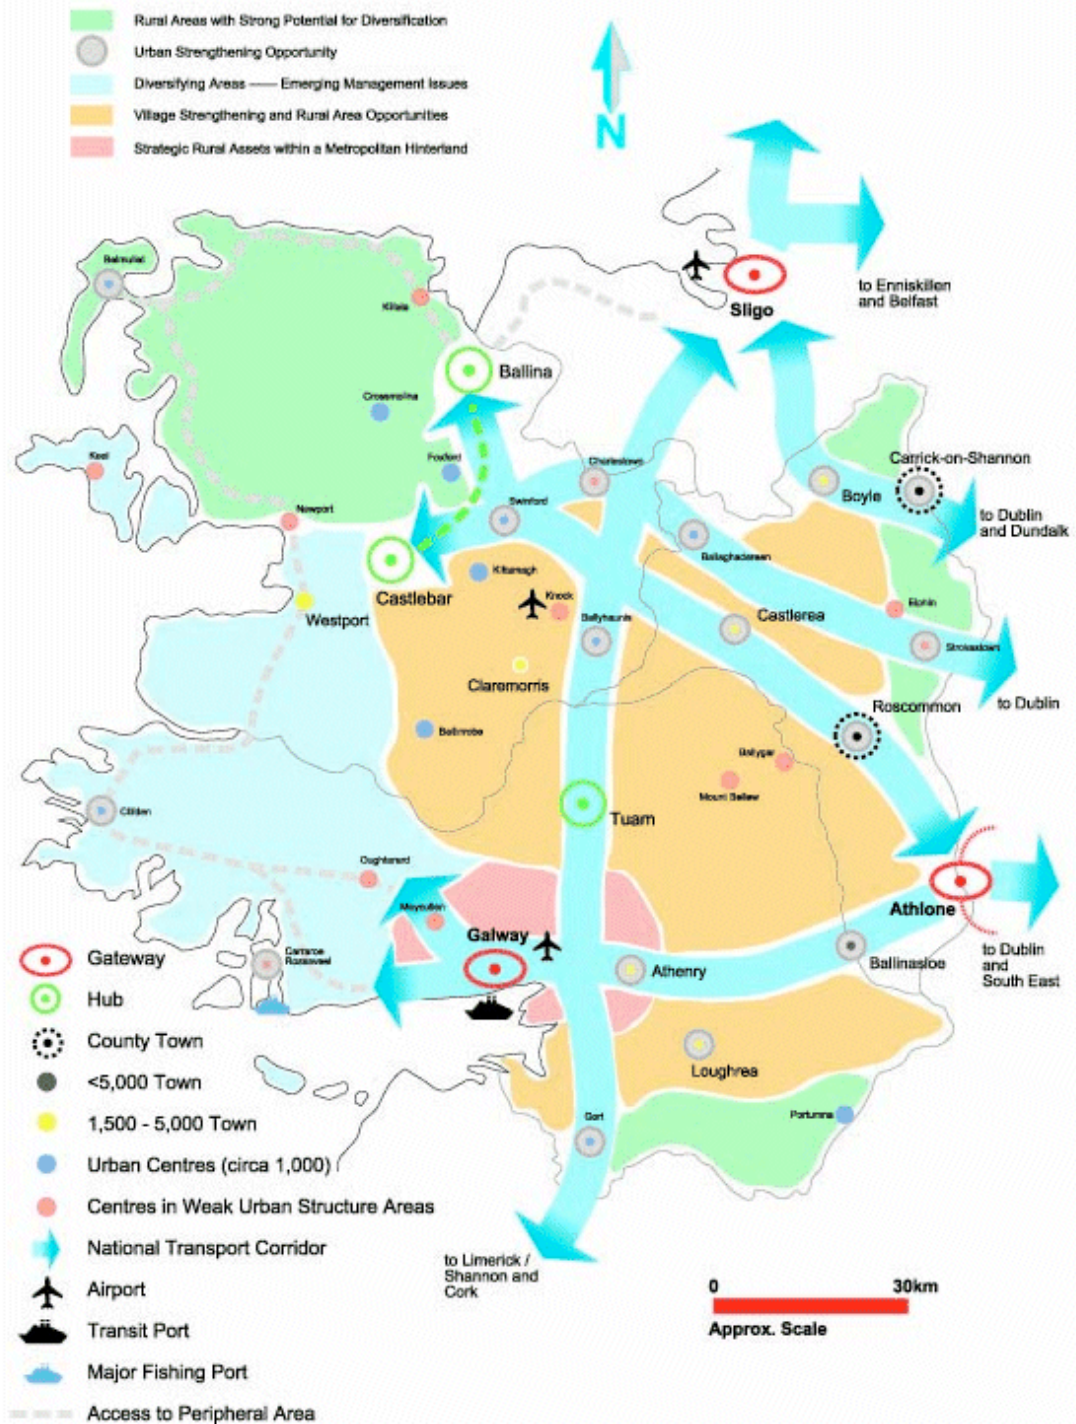 Rural Areas with Strong Potential for Diversification
Urban Strengthening Opportunity
Diversifying Areas —— Emerging Management Issues
Village Strengthening and Rural Area Opportunities
Strategic Rural Assets within a Metropolitan Hinterland
N
Belmullet
Killala
Sligo
to Enniskillen
and Belfast
Ballina
Crossmolina
Foxford
Charlestown
Keel
Carrick-on-Shannon
Boyle
to Dublin
and Dundalk
Newport
Swinford
Ballaghadereen
Kiltamagh
Castlebar
Knock
Westport
Ballyhaunis
Castlerea
Elphin
Strokestown
Claremorris
to Dublin
Roscommon
Ballinrobe
Ballygar
Mount Bellew
Clifden
Tuam
Oughterard
Moycullen
Galway
Athlone
Carraroe
Rossaveel
Athenry
Ballinasloe
to Dublin
and
South East
Loughrea
Gort
Portumna
Gateway
Hub
County Town
<5,000 Town
1,500 - 5,000 Town
Urban Centres (circa 1,000)
Centres in Weak Urban Structure Areas
National Transport Corridor
Airport
Transit Port
Major Fishing Port
Access to Peripheral Area
to Limerick /
Shannon and
Cork
0 30km
Approx. Scale